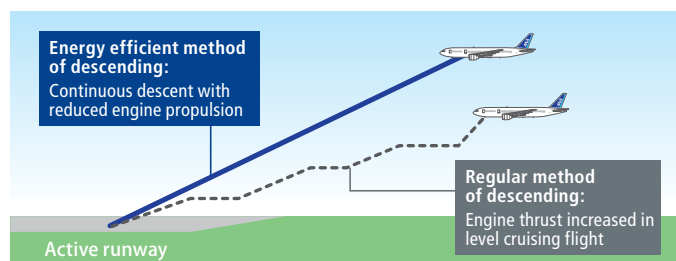 Energy efficient method
of descending:
Continuous descent with
reduced engine propulsion
Regular method
of descending:
Engine thrust increased in
level cruising flight
Active runway